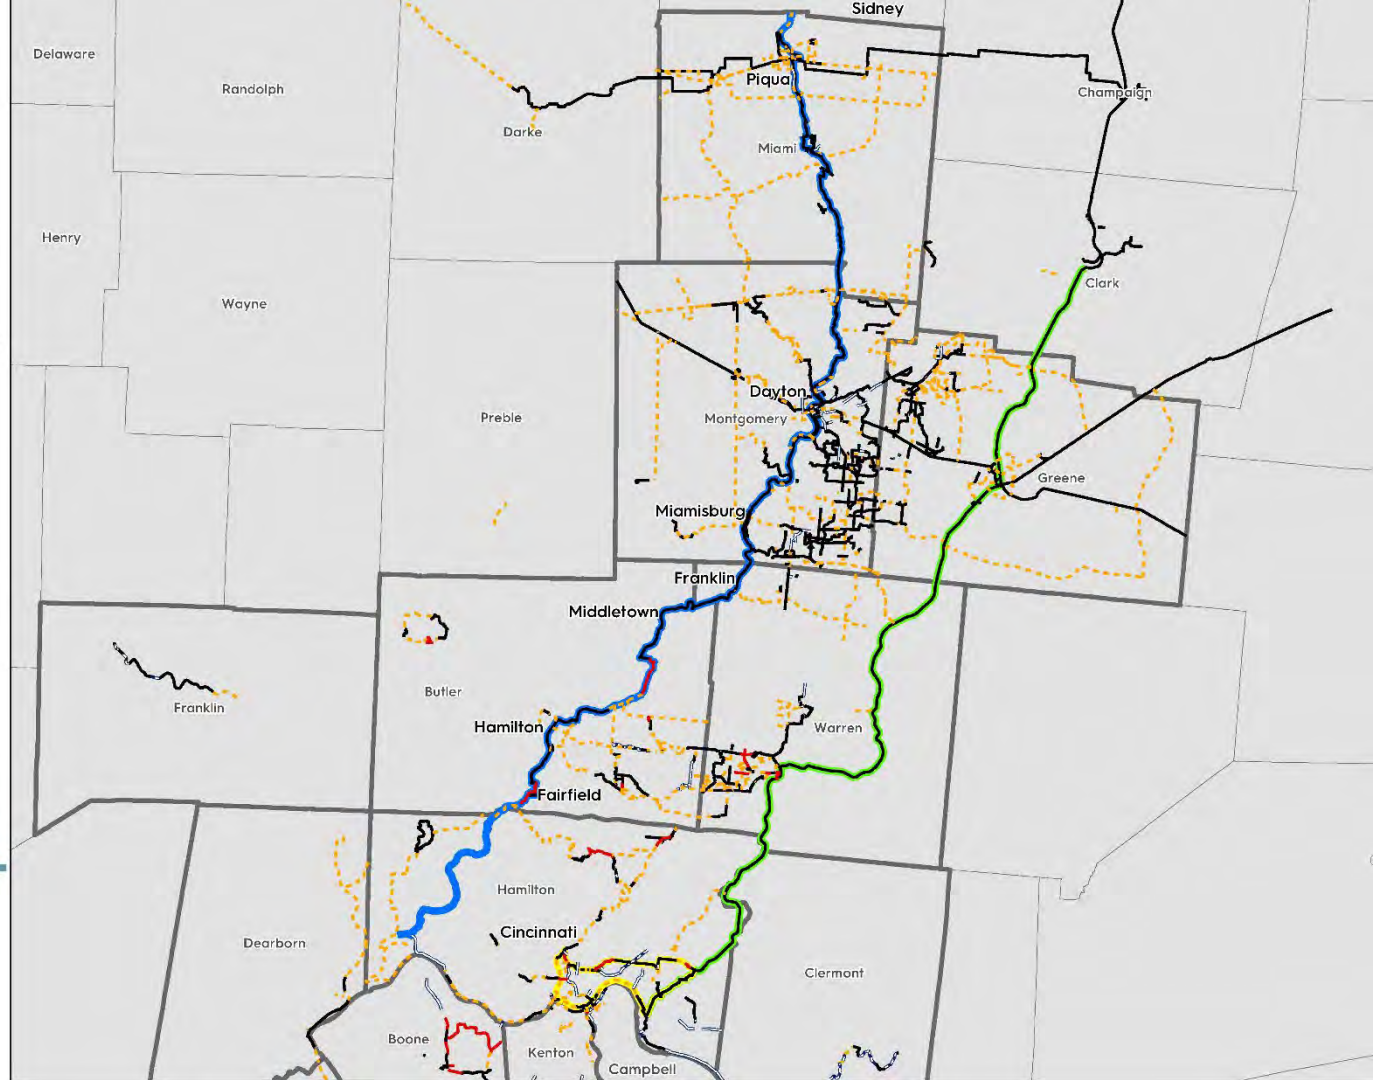 Sidney
Delaware
Randolph
Piqua
Champaign
Darke
Miami
Henry
Wayne
Clark
Dayton
Preble
Montgomery
Greene
Miamisburg
Franklin
Middletown
Butler
Franklin
Hamilton
Warren
Fairfield
Hamilton
Cincinnati
Dearborn
Clermont
Boone
Kenton
Campbell